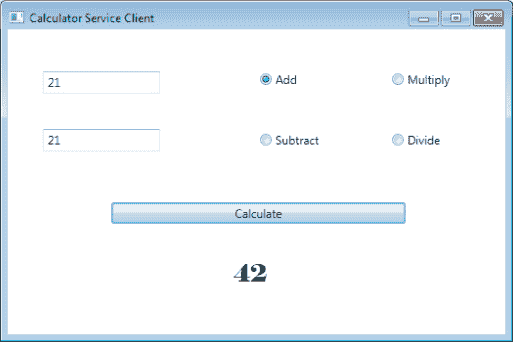 Calculator Service Client
21
Add
Multiply
21
Subtract
Divide
Calculate
42